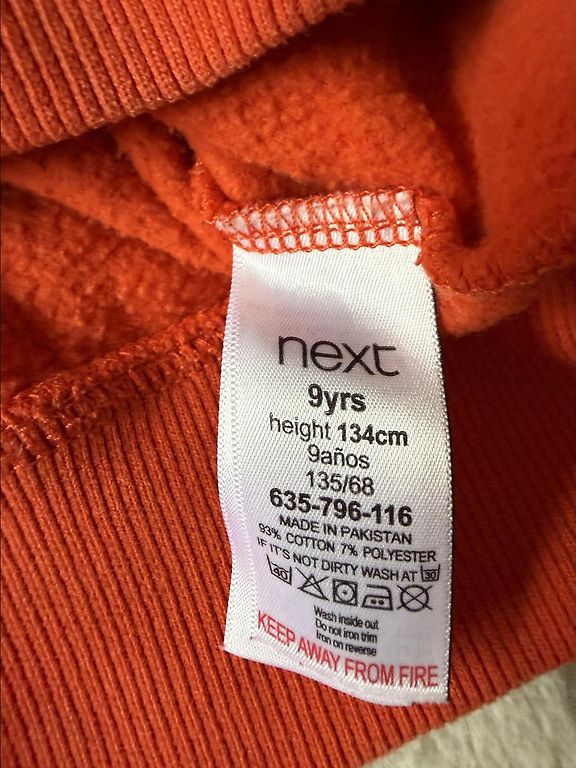 next
9yrs
height 134cm
9años
135/68
635-796-116
MADE IN PAKISTAN
93% COTTON 7% POLYESTER
IF IT'S NOT DIRTY WASH AT 30
30
Wash inside out
Do not iron trim
Iron on reverse
KEEP AWAY FROM FIRE